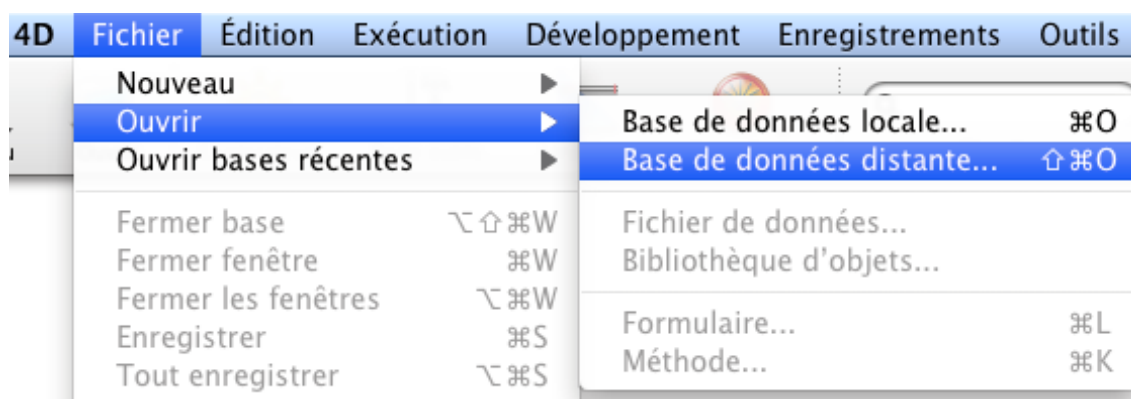 4D Fichier Édition Exécution Développement Enregistrements Outils
Nouveau ▶
Ouvrir ▶
Ouvrir bases récentes ▶
Fermer base ⌥⇧⌘W
Fermer fenêtre ⌘W
Fermer les fenêtres ⌥⌘W
Enregistrer ⌘S
Tout enregistrer ⌥⌘S
Base de données locale... ⌘O
Base de données distante... ⇧⌘O
Fichier de données...
Bibliothèque d'objets...
Formulaire... ⌘L
Méthode... ⌘K